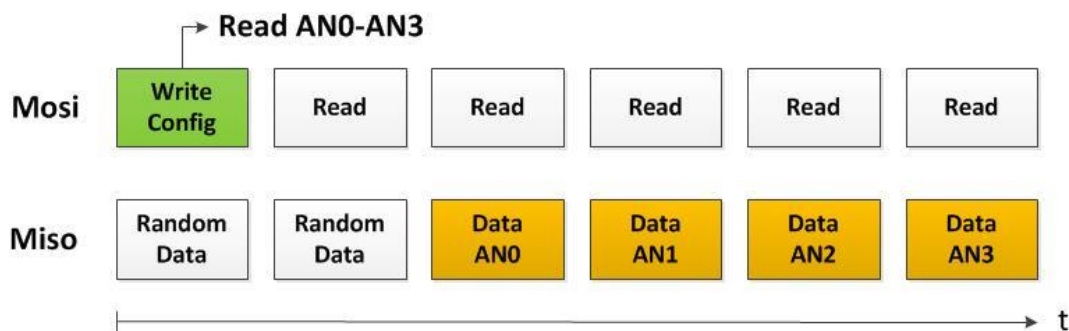 Read AN0-AN3
Mosi
Write
Config
Read
Read
Read
Read
Read
Miso
Random
Data
Random
Data
Data
AN0
Data
AN1
Data
AN2
Data
AN3
t